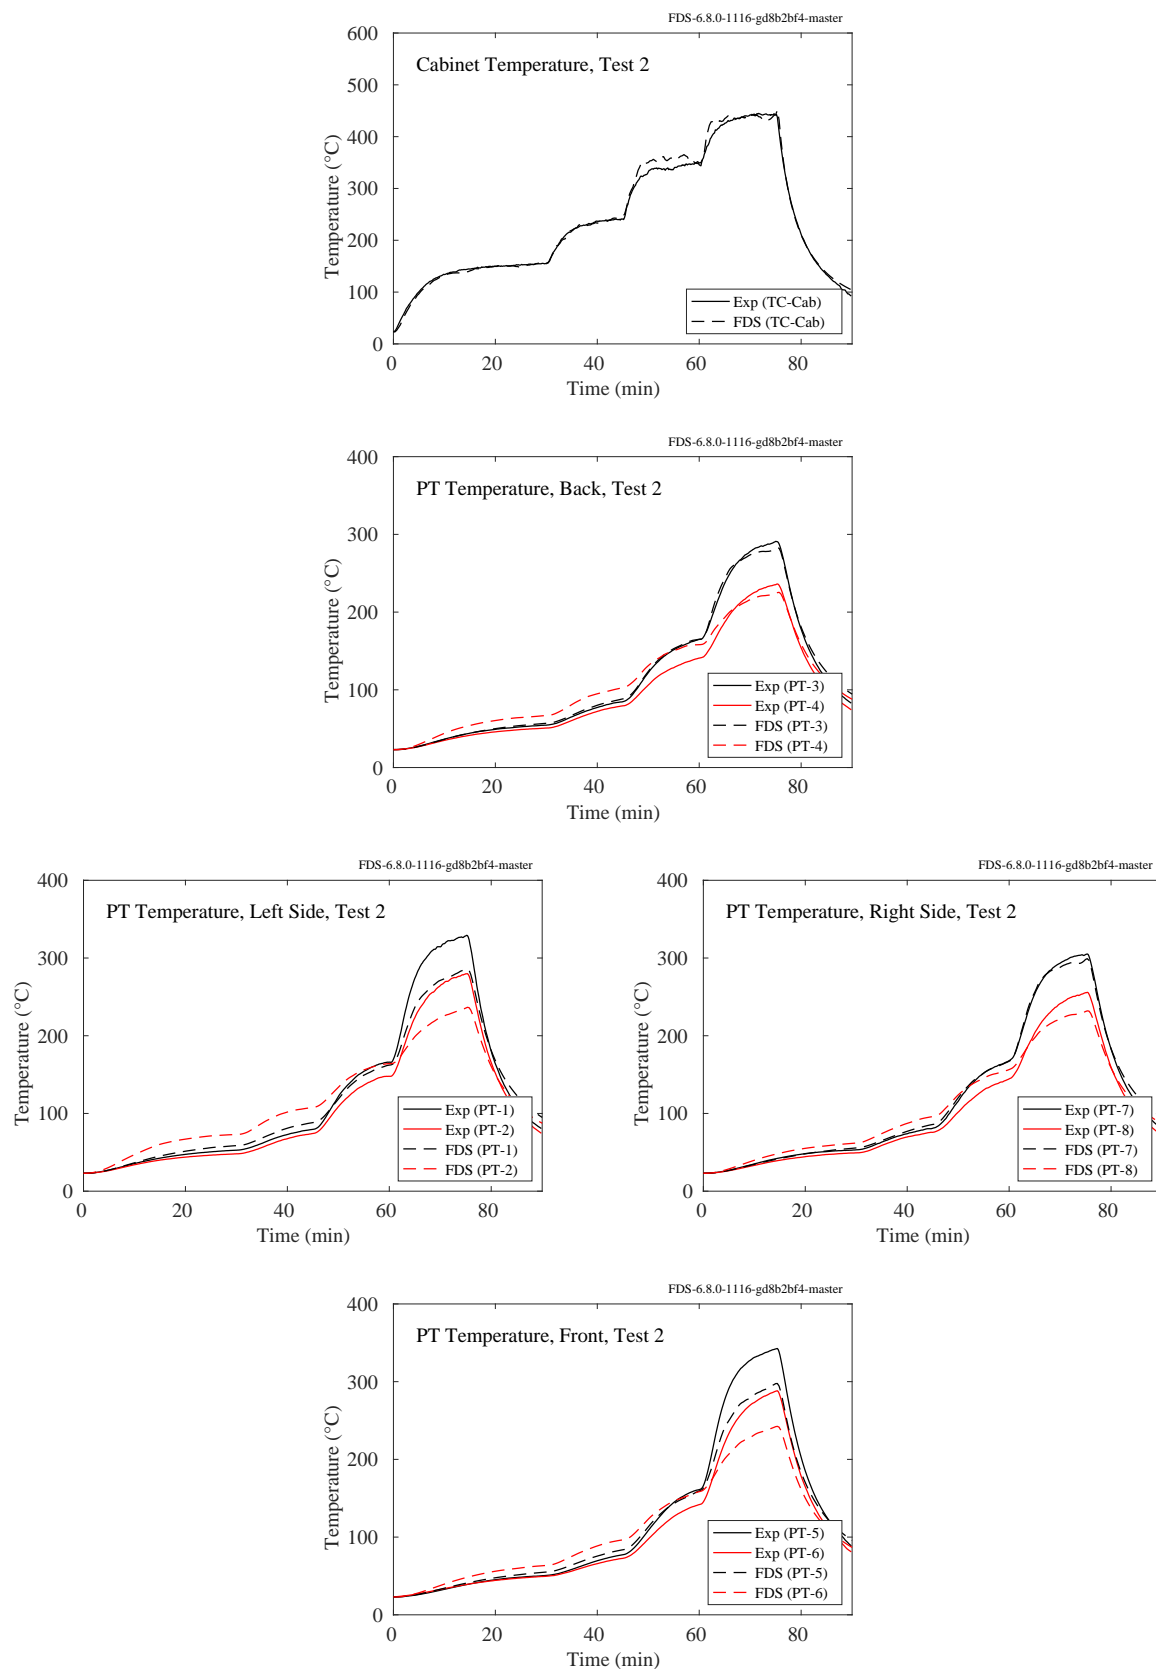 FDS-6.8.0-1116-gd8b2bf4-master
Cabinet Temperature, Test 2
Temperature (°C)
600
500
400
300
200
100
0
Exp (TC-Cab)
FDS (TC-Cab)
0 20 40 60 80
Time (min)
FDS-6.8.0-1116-gd8b2bf4-master
PT Temperature, Back, Test 2
Temperature (°C)
400
300
200
100
0
Exp (PT-3)
Exp (PT-4)
FDS (PT-3)
FDS (PT-4)
0 20 40 60 80
Time (min)
FDS-6.8.0-1116-gd8b2bf4-master
PT Temperature, Left Side, Test 2
Temperature (°C)
400
300
200
100
0
Exp (PT-1)
Exp (PT-2)
FDS (PT-1)
FDS (PT-2)
0 20 40 60 80
Time (min)
FDS-6.8.0-1116-gd8b2bf4-master
PT Temperature, Right Side, Test 2
Temperature (°C)
400
300
200
100
0
Exp (PT-7)
Exp (PT-8)
FDS (PT-7)
FDS (PT-8)
0 20 40 60 80
Time (min)
FDS-6.8.0-1116-gd8b2bf4-master
PT Temperature, Front, Test 2
Temperature (°C)
400
300
200
100
0
Exp (PT-5)
Exp (PT-6)
FDS (PT-5)
FDS (PT-6)
0 20 40 60 80
Time (min)